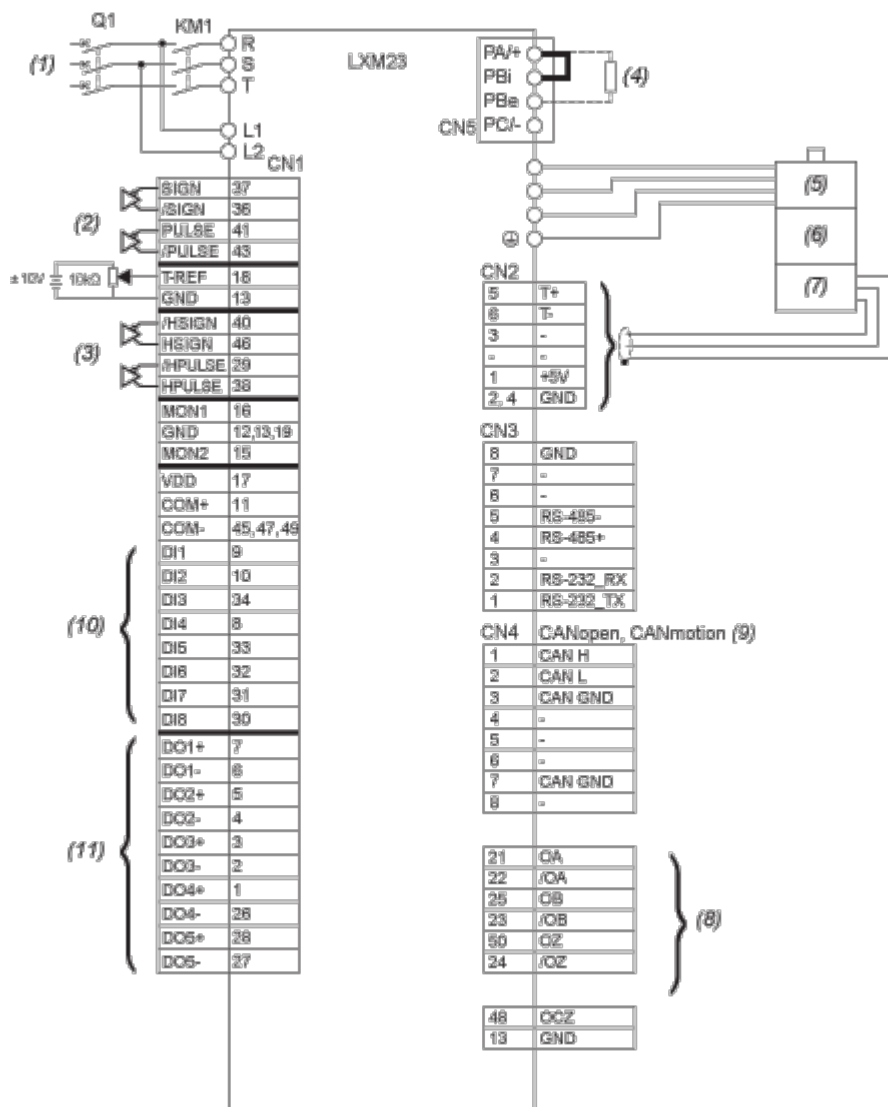 Q1
KM1
(1)
R
S
T
L1
L2
LXM23
PA/+
PBi
PBe
PC/-
CN5
(4)
(5)
(6)
(7)
CN1
(2)
SIGN 37
/SIGN 36
PULSE 41
/PULSE 43
±10V 10kΩ
T-REF 18
GND 13
(3)
/HSIGN 40
HSIGN 46
/HPULSE 29
HPULSE 38
MON1 16
GND 12,13,19
MON2 15
VDD 17
COM+ 11
COM- 45,47,49
(10)
DI1 9
DI2 10
DI3 34
DI4 8
DI5 33
DI6 32
DI7 31
DI8 30
(11)
DO1+ 7
DO1- 6
DO2+ 5
DO2- 4
DO3+ 3
DO3- 2
DO4+ 1
DO4- 26
DO5+ 28
DO5- 27
CN2
5 T+
6 T-
3 -
- -
1 +5V
2, 4 GND
CN3
8 GND
7 -
6 -
5 RS-485-
4 RS-485+
3 -
2 RS-232_RX
1 RS-232_TX
CN4 CANopen, CANmotion (9)
1 CAN H
2 CAN L
3 CAN GND
4 -
5 -
6 -
7 CAN GND
8 -
21 OA
22 /OA
25 OB
23 /OB
50 OZ
24 /OZ
(8)
48 OCZ
13 GND